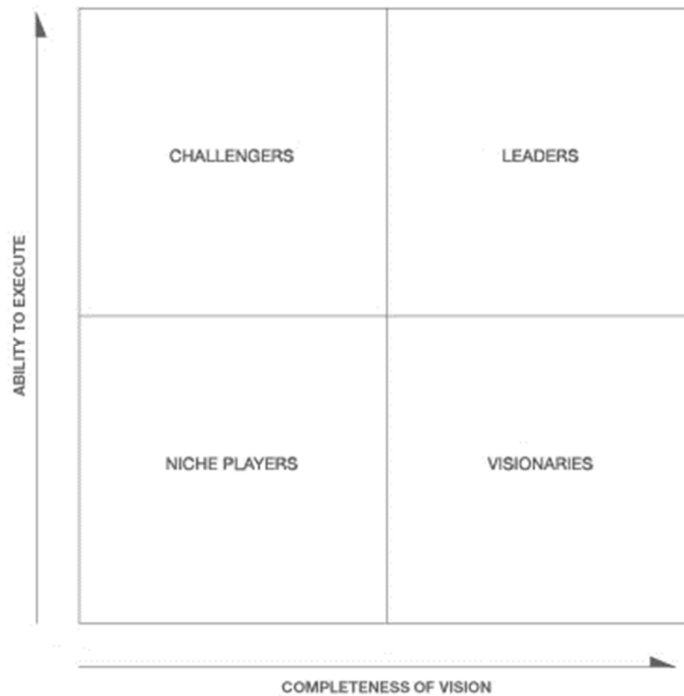 CHALLENGERS
LEADERS
ABILITY TO EXECUTE
NICHE PLAYERS
VISIONARIES
COMPLETENESS OF VISION